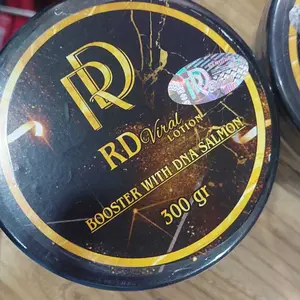 RD
RD Viral
LOTION
BOOSTER WITH DNA SALMON
300 gr